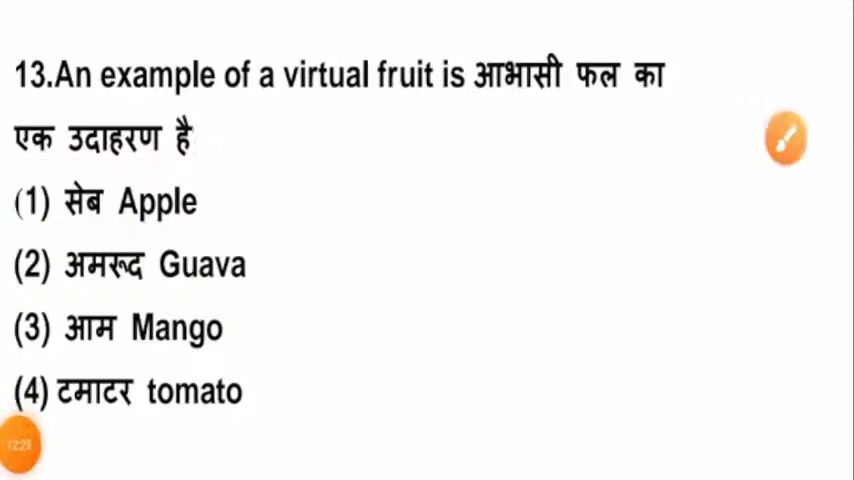 13.An example of a virtual fruit is आभासी फल का
एक उदाहरण है
(1) सेब Apple
(2) अमरूद Guava
(3) आम Mango
(4) टमाटर tomato